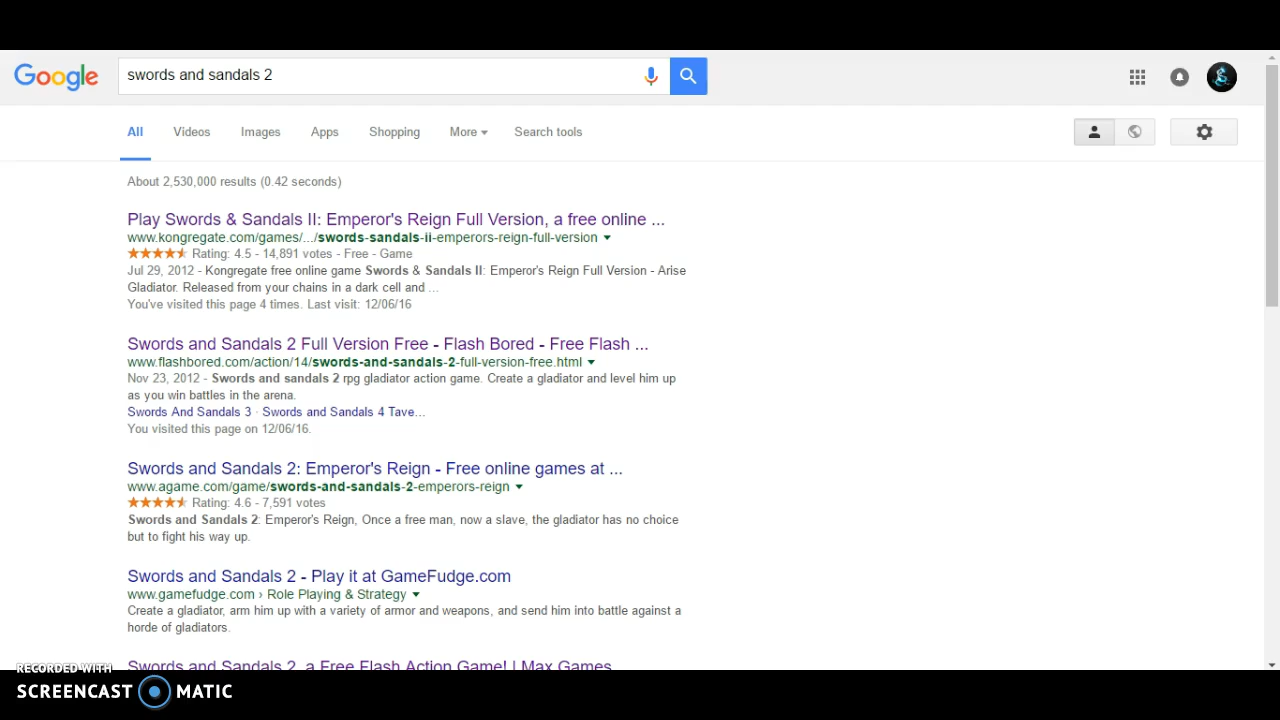 Google
swords and sandals 2
All Videos Images Apps Shopping More Search tools
About 2,530,000 results (0.42 seconds)
Play Swords & Sandals II: Emperor's Reign Full Version, a free online ...
www.kongregate.com/games/.../swords-sandals-ii-emperors-reign-full-version
Rating: 4.5 - 14,891 votes - Free - Game
Jul 29, 2012 - Kongregate free online game Swords & Sandals II: Emperor's Reign Full Version - Arise
Gladiator. Released from your chains in a dark cell and ...
You've visited this page 4 times. Last visit: 12/06/16
Swords and Sandals 2 Full Version Free - Flash Bored - Free Flash ...
www.flashbored.com/action/14/swords-and-sandals-2-full-version-free.html
Nov 23, 2012 - Swords and sandals 2 rpg gladiator action game. Create a gladiator and level him up
as you win battles in the arena.
Swords And Sandals 3 · Swords and Sandals 4 Tave...
You visited this page on 12/06/16.
Swords and Sandals 2: Emperor's Reign - Free online games at ...
www.agame.com/game/swords-and-sandals-2-emperors-reign
Rating: 4.6 - 7,591 votes
Swords and Sandals 2: Emperor's Reign, Once a free man, now a slave, the gladiator has no choice
but to fight his way up.
Swords and Sandals 2 - Play it at GameFudge.com
www.gamefudge.com › Role Playing & Strategy
Create a gladiator, arm him up with a variety of armor and weapons, and send him into battle against a
horde of gladiators.
Swords and Sandals 2, a Free Flash Action Game! | Max Games
RECORDED WITH
SCREENCAST MATIC